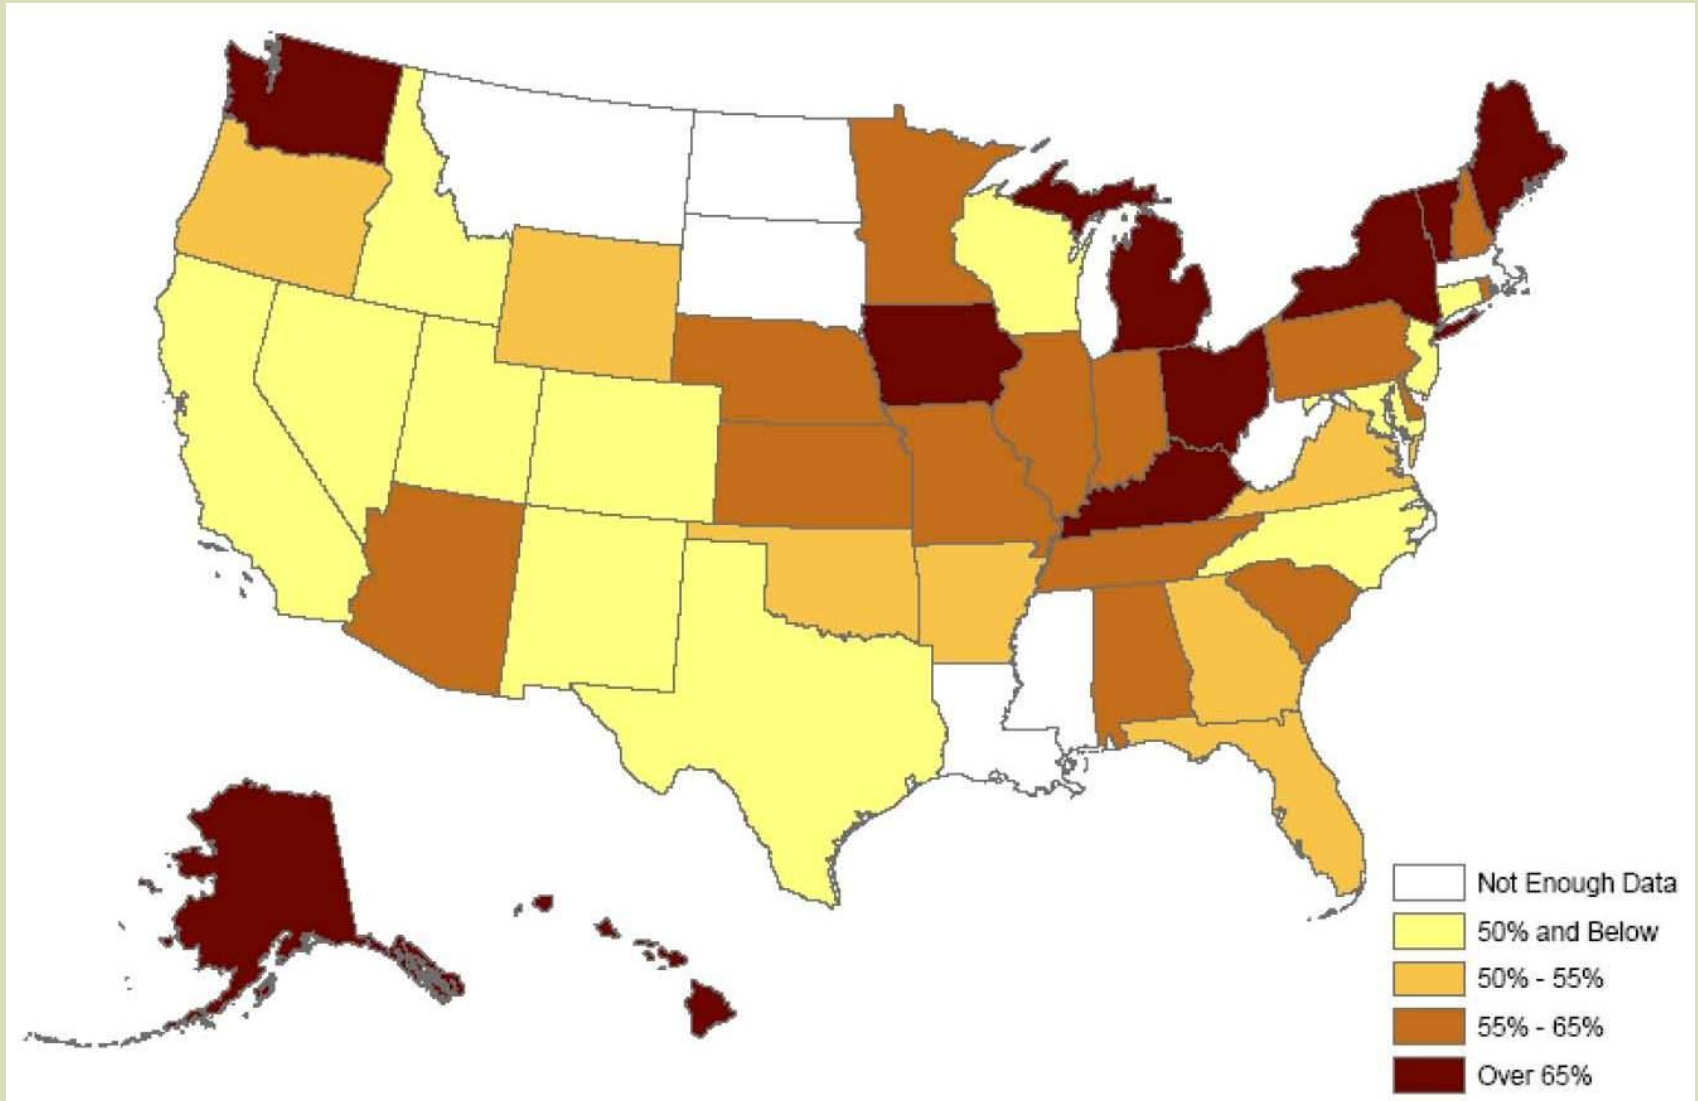 Not Enough Data
50% and Below
50% - 55%
55% - 65%
Over 65%